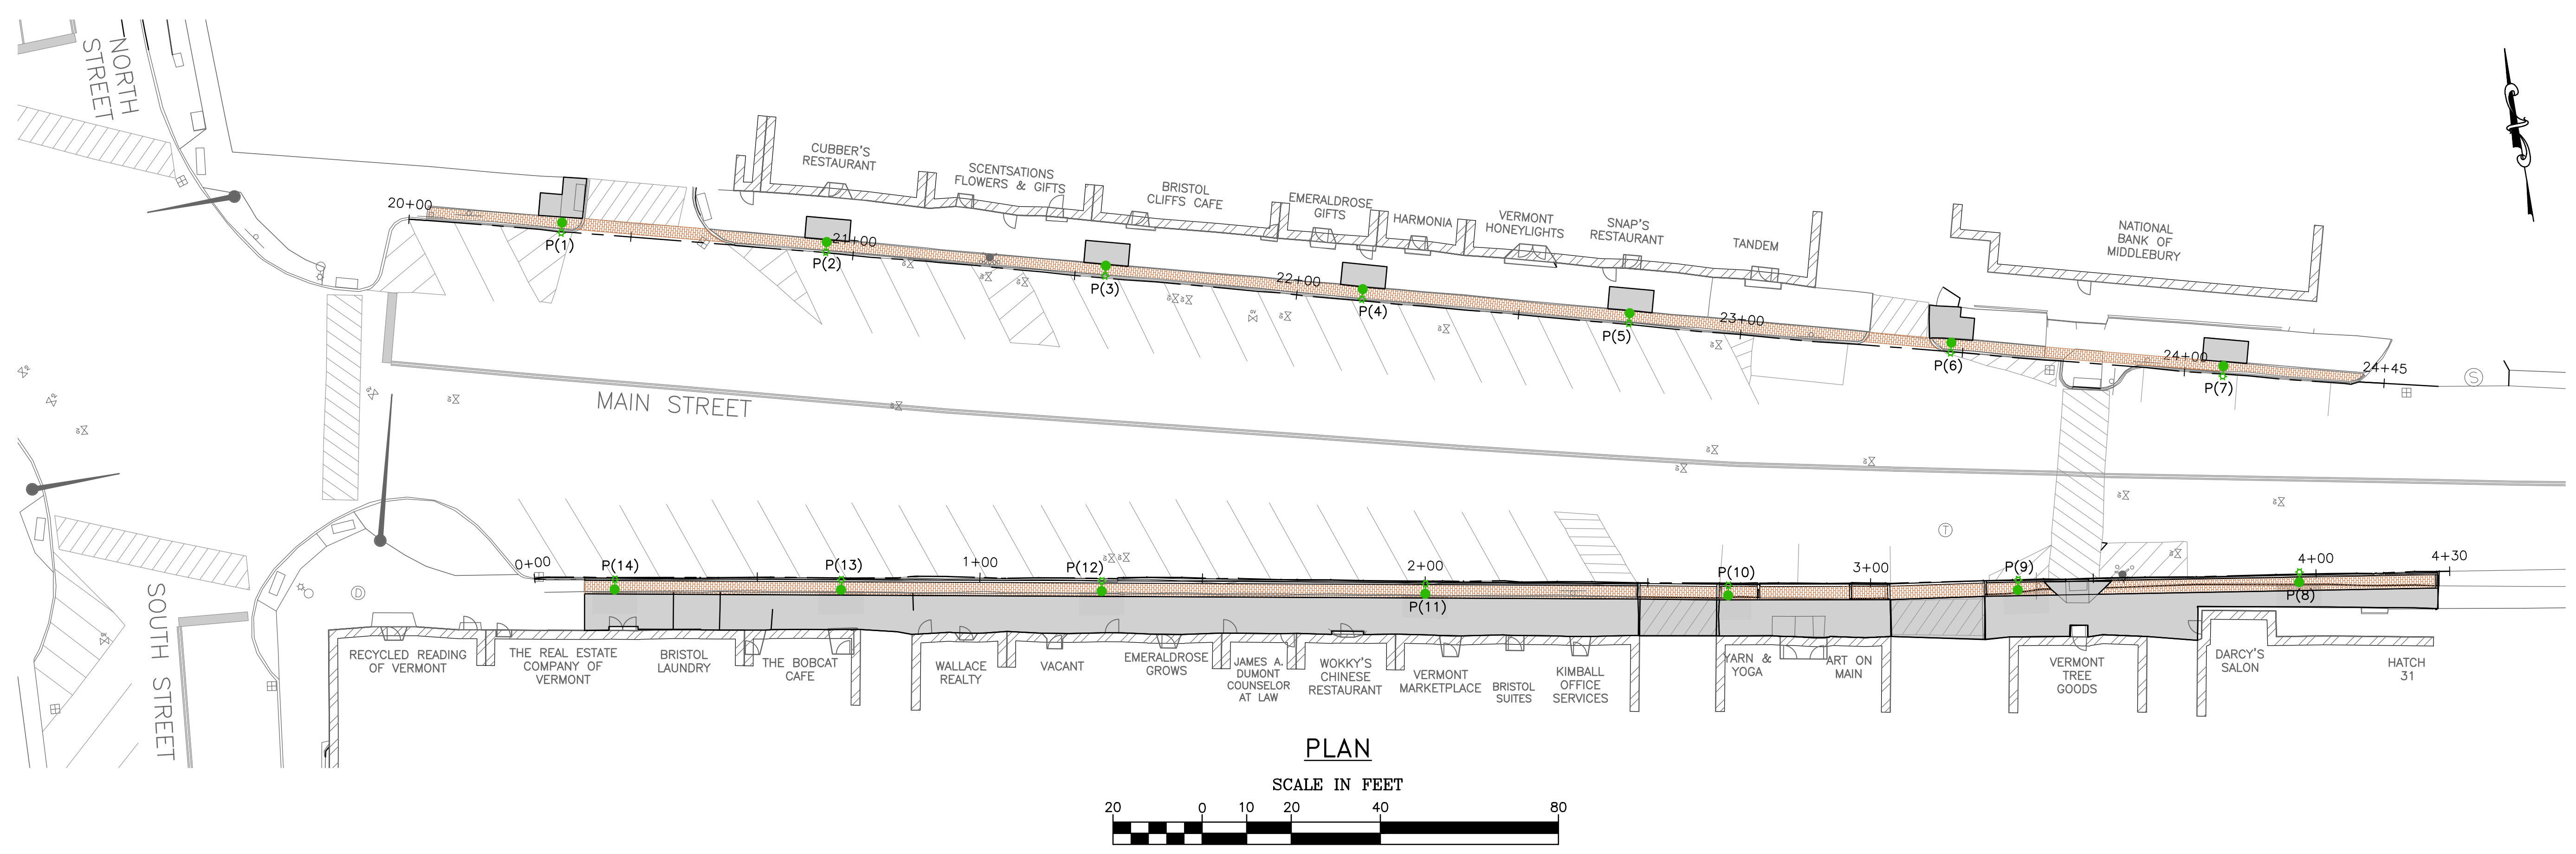 NORTH
STREET
CUBBER'S
RESTAURANT
SCENTSATIONS
FLOWERS & GIFTS
BRISTOL
CLIFFS CAFE
EMERALDROSE
GIFTS
HARMONIA
VERMONT
HONEYLIGHTS
SNAP'S
RESTAURANT
TANDEM
NATIONAL
BANK OF
MIDDLEBURY
20+00
P(1)
P(2)
21+00
P(3)
22+00
P(4)
P(5)
23+00
P(6)
24+00
P(7)
24+45
S
MAIN STREET
T
0+00
P(14)
P(13)
1+00
P(12)
2+00
P(11)
P(10)
3+00
P(9)
4+00
P(8)
4+30
D
SOUTH STREET
RECYCLED READING
OF VERMONT
THE REAL ESTATE
COMPANY OF
VERMONT
BRISTOL
LAUNDRY
THE BOBCAT
CAFE
WALLACE
REALTY
VACANT
EMERALDROSE
GROWS
JAMES A.
DUMONT
COUNSELOR
AT LAW
WOKKY'S
CHINESE
RESTAURANT
VERMONT
MARKETPLACE
BRISTOL
SUITES
KIMBALL
OFFICE
SERVICES
YARN &
YOGA
ART ON
MAIN
VERMONT
TREE
GOODS
DARCY'S
SALON
HATCH
31
PLAN
SCALE IN FEET
20 0 10 20 40 80